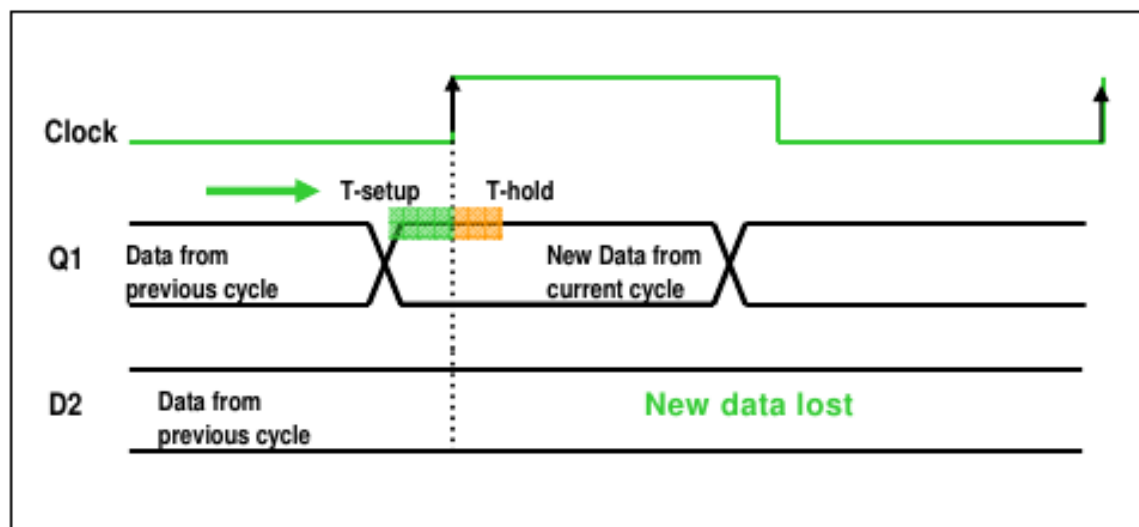 Clock
T-setup T-hold
Q1
Data from
previous cycle
New Data from
current cycle
D2
Data from
previous cycle
New data lost